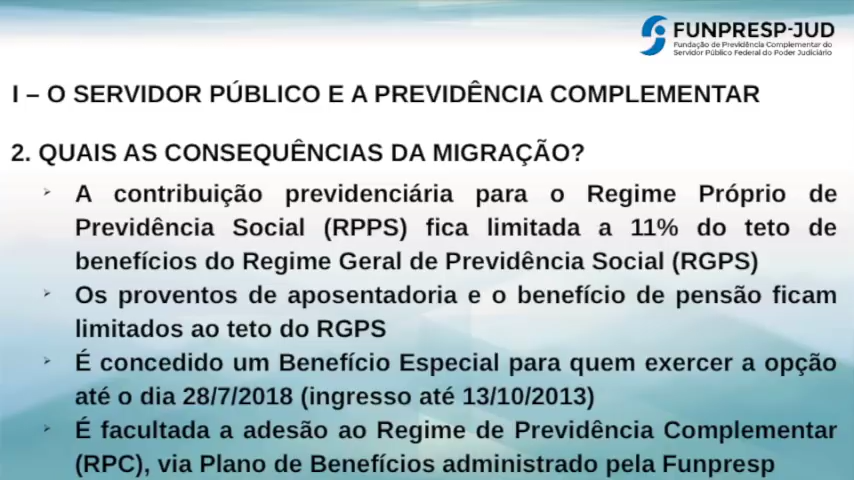 FUNPRESP-JUD
Fundação de Previdência Complementar do
Servidor Público Federal do Poder Judiciário
I – O SERVIDOR PÚBLICO E A PREVIDÊNCIA COMPLEMENTAR
2. QUAIS AS CONSEQUÊNCIAS DA MIGRAÇÃO?
A contribuição previdenciária para o Regime Próprio de
Previdência Social (RPPS) fica limitada a 11% do teto de
benefícios do Regime Geral de Previdência Social (RGPS)
Os proventos de aposentadoria e o benefício de pensão ficam
limitados ao teto do RGPS
É concedido um Benefício Especial para quem exercer a opção
até o dia 28/7/2018 (ingresso até 13/10/2013)
É facultada a adesão ao Regime de Previdência Complementar
(RPC), via Plano de Benefícios administrado pela Funpresp